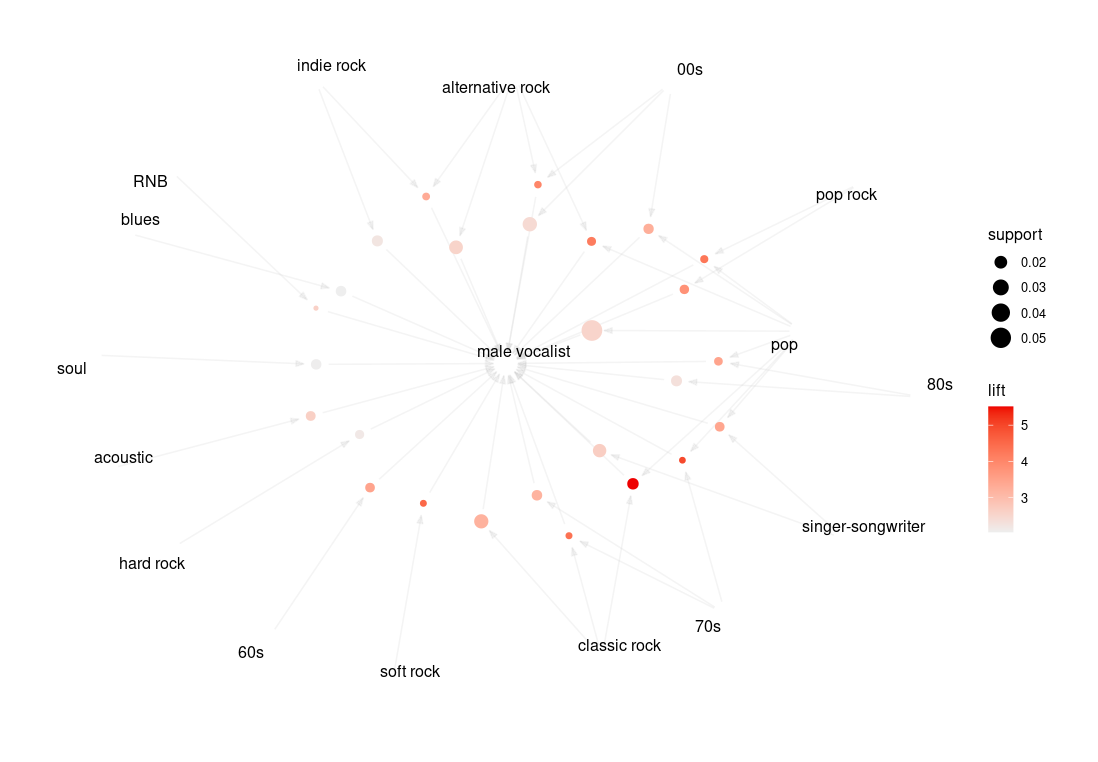 indie rock
alternative rock
00s
RNB
pop rock
blues
support
0.02
0.03
0.04
0.05
male vocalist
pop
soul
80s
lift
5
4
3
acoustic
singer-songwriter
hard rock
70s
60s
classic rock
soft rock